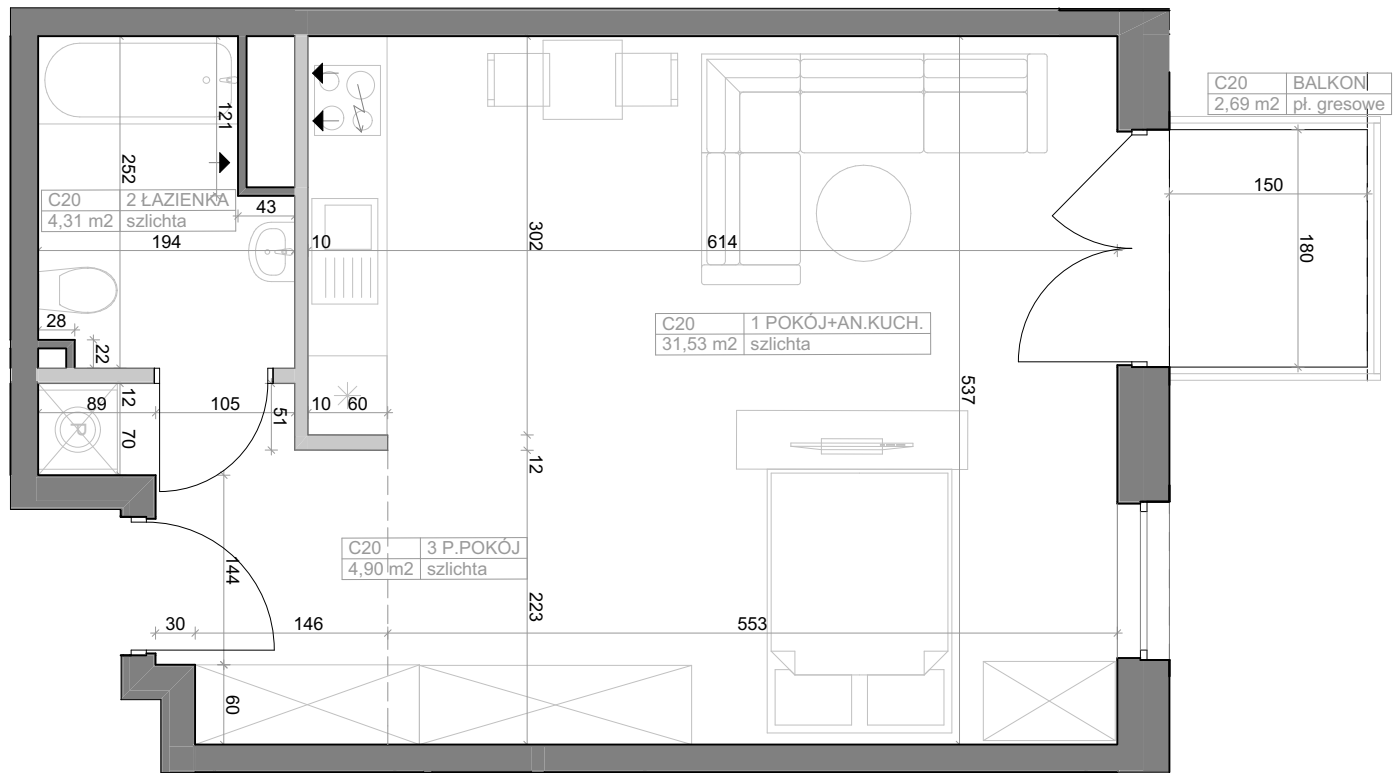 C20 BALKON
2,69 m2 pł. gresowe
121
252
C20 2 ŁAZIENKA
4,31 m2 szlichta
43
150
194
10
302
614
180
28
22
C20 1 POKÓJ+AN.KUCH.
31,53 m2 szlichta
537
89
12
105
51
10
60
70
P
12
C20 3 P.POKÓJ
4,90 m2 szlichta
144
223
30
146
553
60